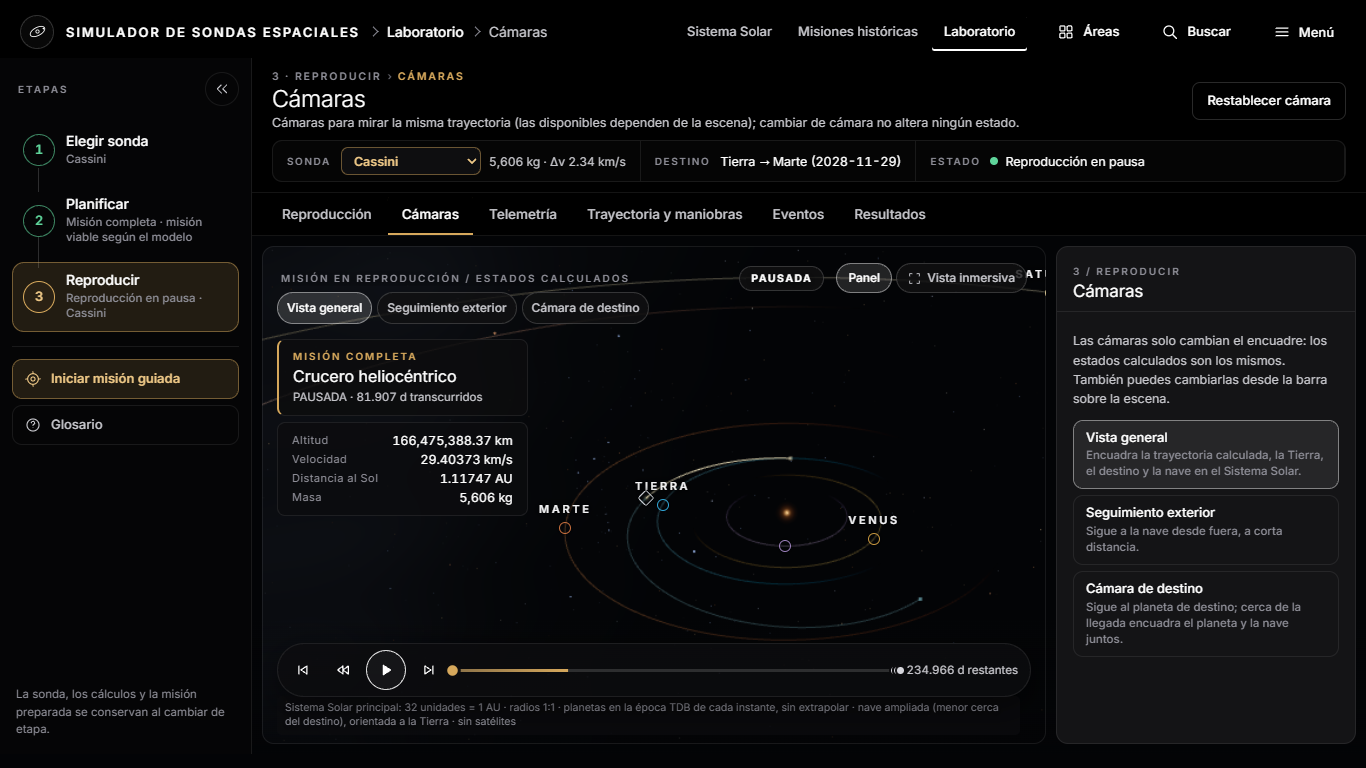 SIMULADOR DE SONDAS ESPACIALES
Laboratorio
Cámaras
Sistema Solar
Misiones históricas
Laboratorio
Áreas
Buscar
Menú
ETAPAS
1
Elegir sonda
Cassini
2
Planificar
Misión completa · misión
viable según el modelo
3
Reproducir
Reproducción en pausa ·
Cassini
Iniciar misión guiada
Glosario
La sonda, los cálculos y la misión
preparada se conservan al cambiar de
etapa.
3 · REPRODUCIR › CÁMARAS
Cámaras
Cámaras para mirar la misma trayectoria (las disponibles dependen de la escena); cambiar de cámara no altera ningún estado.
Restablecer cámara
SONDA
Cassini
5,606 kg · Δv 2.34 km/s
DESTINO
Tierra → Marte (2028-11-29)
ESTADO
Reproducción en pausa
Reproducción
Cámaras
Telemetría
Trayectoria y maniobras
Eventos
Resultados
MISIÓN EN REPRODUCCIÓN / ESTADOS CALCULADOS
PAUSADA
Panel
Vista inmersiva
Vista general
Seguimiento exterior
Cámara de destino
MISIÓN COMPLETA
Crucero heliocéntrico
PAUSADA · 81.907 d transcurridos
Altitud 166,475,388.37 km
Velocidad 29.40373 km/s
Distancia al Sol 1.11747 AU
Masa 5,606 kg
TIERRA
MARTE
VENUS
234.966 d restantes
Sistema Solar principal: 32 unidades = 1 AU · radios 1:1 · planetas en la época TDB de cada instante, sin extrapolar · nave ampliada (menor cerca
del destino), orientada a la Tierra · sin satélites
3 / REPRODUCIR
Cámaras
Las cámaras solo cambian el encuadre: los
estados calculados son los mismos.
También puedes cambiarlas desde la barra
sobre la escena.
Vista general
Encuadra la trayectoria calculada, la Tierra,
el destino y la nave en el Sistema Solar.
Seguimiento exterior
Sigue a la nave desde fuera, a corta
distancia.
Cámara de destino
Sigue al planeta de destino; cerca de la
llegada encuadra el planeta y la nave
juntos.